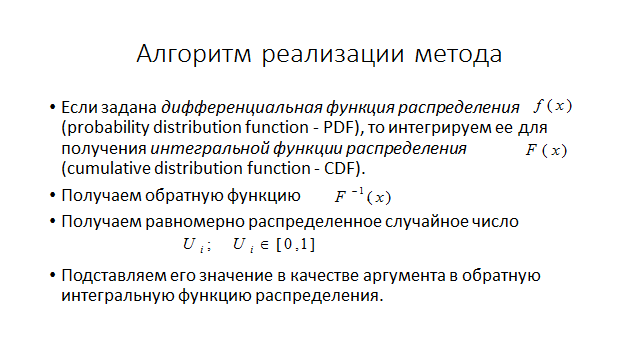 Алгоритм реализации метода
• Если задана дифференциальная функция распределения f(x)
(probability distribution function - PDF), то интегрируем ее для
получения интегральной функции распределения F(x)
(cumulative distribution function - CDF).
• Получаем обратную функцию F⁻¹(x)
• Получаем равномерно распределенное случайное число
Uᵢ; Uᵢ ∈ [0,1]
• Подставляем его значение в качестве аргумента в обратную
интегральную функцию распределения.